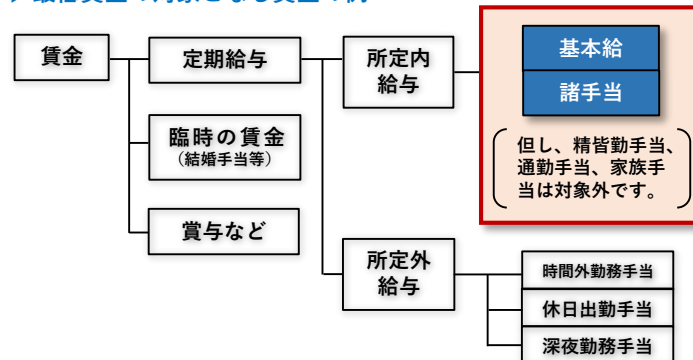 賃金
定期給与
臨時の賃金
（結婚手当等）
賞与など
所定内
給与
基本給
諸手当
但し、精皆勤手当、
通勤手当、家族手
当は対象外です。
所定外
給与
時間外勤務手当
休日出勤手当
深夜勤務手当